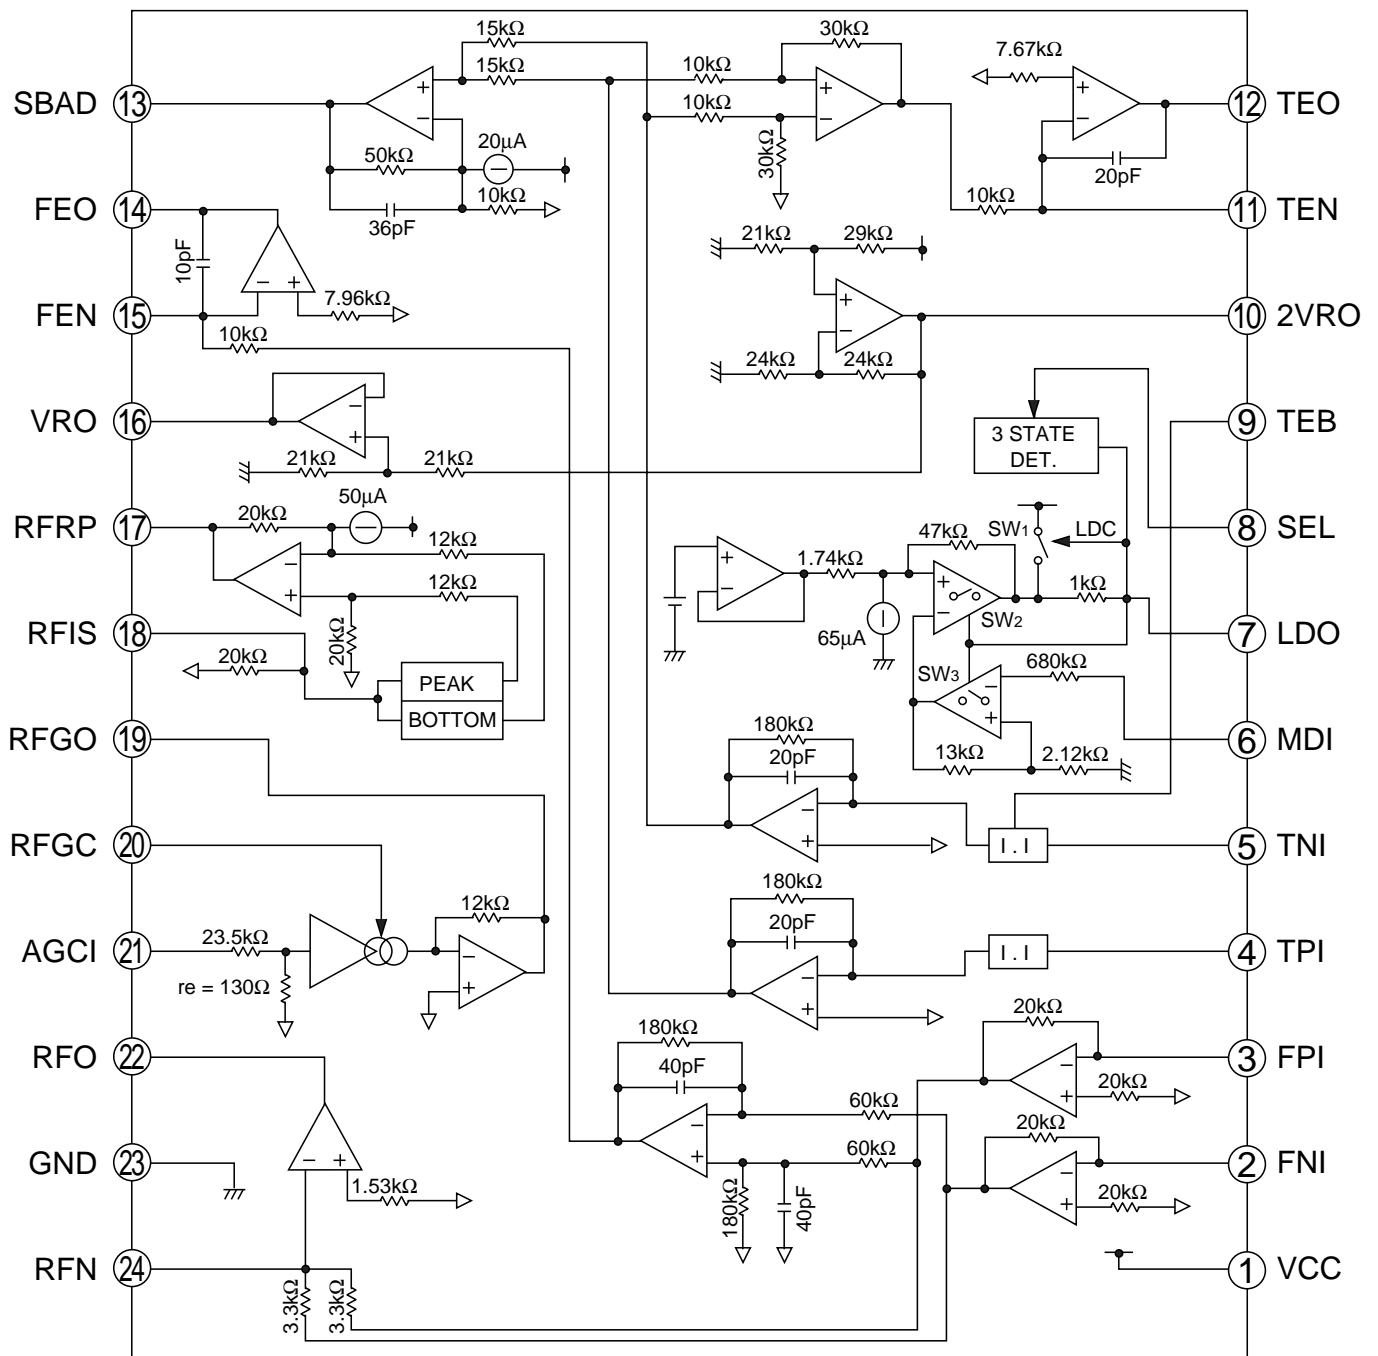 15kΩ
30kΩ
7.67kΩ
15kΩ
10kΩ
+
+
+
SBAD 13
12 TEO
−
10kΩ
−
−
20µA
50kΩ
−
30kΩ
20pF
10kΩ
10kΩ
FEO 14
11 TEN
36pF
21kΩ
29kΩ
10pF
− +
7.96kΩ
+
FEN 15
10 2VRO
10kΩ
−
24kΩ
24kΩ
−
VRO 16
9 TEB
+
3 STATE
DET.
21kΩ
21kΩ
50µA
20kΩ
−
RFRP 17
8 SEL
12kΩ
SW1
LDC
47kΩ
−
+
1.74kΩ
+
12kΩ
+
−
1kΩ
−
SW2
RFIS 18
7 LDO
65µA
20kΩ
20kΩ
680kΩ
SW3
PEAK
−
BOTTOM
+
180kΩ
RFGO 19
6 MDI
13kΩ
2.12kΩ
20pF
−
RFGC 20
I . I
5 TNI
+
180kΩ
12kΩ
20pF
23.5kΩ
AGCI 21
−
I . I
4 TPI
−
re = 130Ω
+
+
20kΩ
180kΩ
RFO 22
3 FPI
40pF
−
20kΩ
+
60kΩ
−
20kΩ
60kΩ
GND 23
− +
+
−
2 FNI
1.53kΩ
180kΩ
40pF
20kΩ
+
RFN 24
1 VCC
3.3kΩ
3.3kΩ